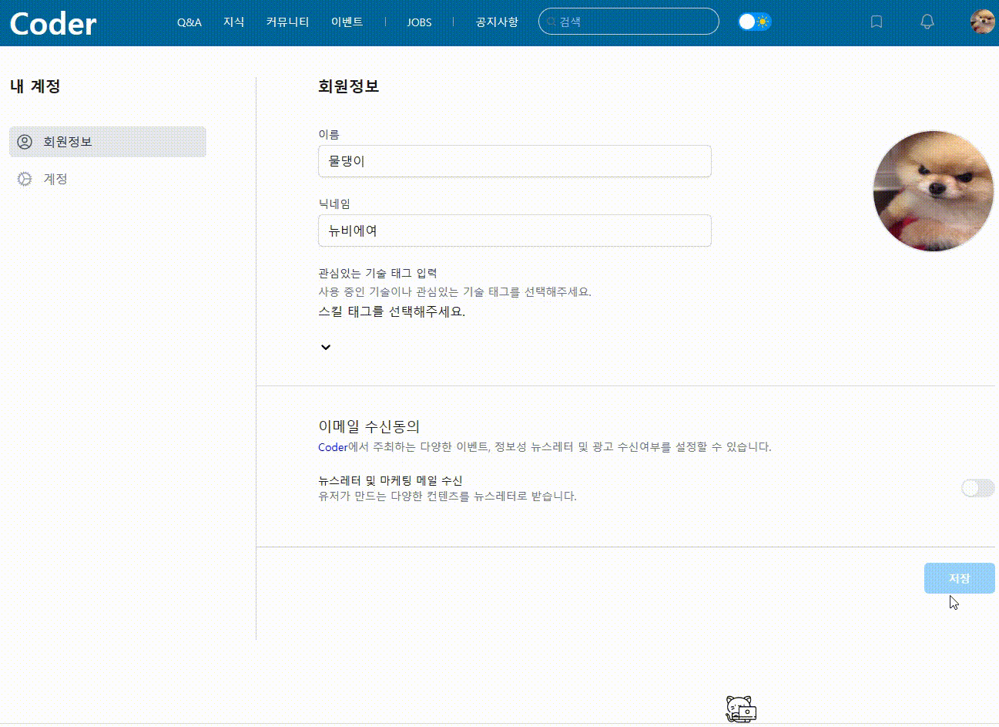 Coder
Q&A 지식 커뮤니티 이벤트 | JOBS | 공지사항 검색
내 계정
회원정보
계정
회원정보
이름
물댕이
닉네임
뉴비에여
관심있는 기술 태그 입력
사용 중인 기술이나 관심있는 기술 태그를 선택해주세요.
스킬 태그를 선택해주세요.
이메일 수신동의
Coder에서 주최하는 다양한 이벤트, 정보성 뉴스레터 및 광고 수신여부를 설정할 수 있습니다.
뉴스레터 및 마케팅 메일 수신
유저가 만드는 다양한 컨텐츠를 뉴스레터로 받습니다.
저장